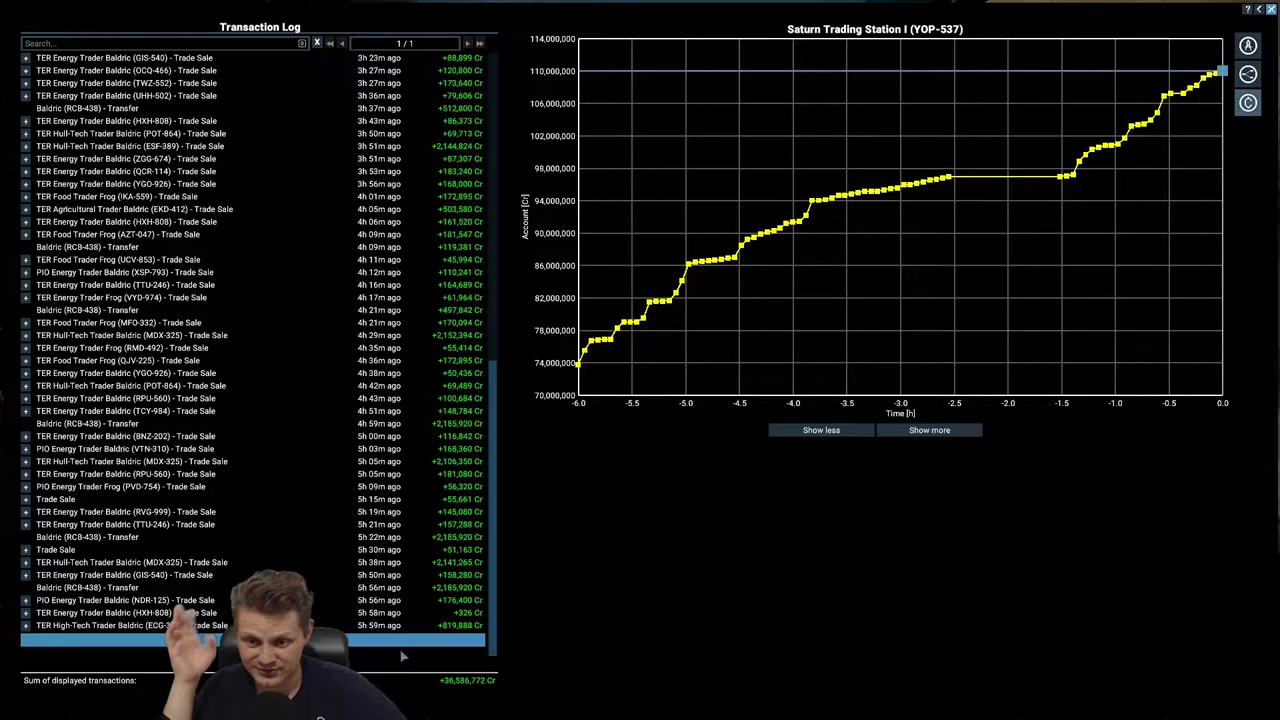 Transaction Log
Search...
X
1 / 1
TER Energy Trader Baldric (GIS-540) - Trade Sale 3h 23m ago +88,899 Cr
TER Energy Trader Baldric (OCQ-466) - Trade Sale 3h 27m ago +120,800 Cr
TER Energy Trader Baldric (TWZ-552) - Trade Sale 3h 27m ago +173,640 Cr
TER Energy Trader Baldric (UHH-502) - Trade Sale 3h 36m ago +79,606 Cr
Baldric (RCB-438) - Transfer 3h 37m ago +512,800 Cr
TER Energy Trader Baldric (HXH-808) - Trade Sale 3h 43m ago +86,373 Cr
TER Hull-Tech Trader Baldric (POT-864) - Trade Sale 3h 50m ago +69,713 Cr
TER Hull-Tech Trader Baldric (ESF-389) - Trade Sale 3h 51m ago +2,144,824 Cr
TER Energy Trader Baldric (ZGG-674) - Trade Sale 3h 51m ago +87,307 Cr
TER Energy Trader Baldric (QCR-114) - Trade Sale 3h 53m ago +183,240 Cr
TER Energy Trader Baldric (YGO-926) - Trade Sale 3h 56m ago +168,000 Cr
TER Food Trader Frog (IKA-559) - Trade Sale 4h 01m ago +172,895 Cr
TER Agricultural Trader Baldric (EKD-412) - Trade Sale 4h 05m ago +503,580 Cr
TER Energy Trader Baldric (HXH-808) - Trade Sale 4h 06m ago +161,520 Cr
TER Food Trader Frog (AZT-047) - Trade Sale 4h 09m ago +181,547 Cr
Baldric (RCB-438) - Transfer 4h 09m ago +119,381 Cr
TER Food Trader Frog (UCV-853) - Trade Sale 4h 11m ago +45,994 Cr
PIO Energy Trader Baldric (XSP-793) - Trade Sale 4h 12m ago +110,241 Cr
TER Energy Trader Baldric (TTU-246) - Trade Sale 4h 16m ago +164,689 Cr
TER Energy Trader Frog (VYD-974) - Trade Sale 4h 17m ago +61,964 Cr
Baldric (RCB-438) - Transfer 4h 21m ago +497,842 Cr
TER Food Trader Frog (MFO-332) - Trade Sale 4h 21m ago +170,094 Cr
TER Hull-Tech Trader Baldric (MDX-325) - Trade Sale 4h 29m ago +2,152,394 Cr
TER Energy Trader Frog (RMD-492) - Trade Sale 4h 35m ago +55,414 Cr
TER Food Trader Frog (QJV-225) - Trade Sale 4h 36m ago +172,895 Cr
TER Energy Trader Baldric (YGO-926) - Trade Sale 4h 38m ago +50,436 Cr
TER Hull-Tech Trader Baldric (POT-864) - Trade Sale 4h 42m ago +69,489 Cr
TER Energy Trader Baldric (RPU-560) - Trade Sale 4h 43m ago +100,684 Cr
TER Energy Trader Baldric (TCY-984) - Trade Sale 4h 51m ago +148,784 Cr
Baldric (RCB-438) - Transfer 4h 59m ago +2,185,920 Cr
TER Energy Trader Baldric (BNZ-202) - Trade Sale 5h 00m ago +116,842 Cr
PIO Energy Trader Baldric (VTN-310) - Trade Sale 5h 03m ago +168,360 Cr
TER Hull-Tech Trader Baldric (MDX-325) - Trade Sale 5h 05m ago +2,106,350 Cr
TER Energy Trader Baldric (RPU-560) - Trade Sale 5h 05m ago +181,080 Cr
PIO Energy Trader Frog (PVD-754) - Trade Sale 5h 09m ago +56,320 Cr
Trade Sale 5h 15m ago +55,661 Cr
TER Energy Trader Baldric (RVG-999) - Trade Sale 5h 19m ago +145,080 Cr
TER Energy Trader Baldric (TTU-246) - Trade Sale 5h 21m ago +157,288 Cr
Baldric (RCB-438) - Transfer 5h 22m ago +2,185,920 Cr
Trade Sale 5h 30m ago +51,163 Cr
TER Hull-Tech Trader Baldric (MDX-325) - Trade Sale 5h 38m ago +2,141,265 Cr
TER Energy Trader Baldric (GIS-540) - Trade Sale 5h 50m ago +158,280 Cr
Baldric (RCB-438) - Transfer 5h 56m ago +2,185,920 Cr
PIO Energy Trader Baldric (NDR-125) - Trade Sale 5h 56m ago +176,400 Cr
TER Energy Trader Baldric (HXH-808) Sale 5h 58m ago +326 Cr
TER High-Tech Trader Baldric (ECG- Sale 5h 59m ago +819,888 Cr
Sum of displayed transactions: +36,586,772 Cr
Saturn Trading Station I (YOP-537)
114,000,000
110,000,000
106,000,000
102,000,000
98,000,000
94,000,000
90,000,000
86,000,000
82,000,000
78,000,000
74,000,000
70,000,000
Account [Cr]
-6.0 -5.5 -5.0 -4.5 -4.0 -3.5 -3.0 -2.5 -2.0 -1.5 -1.0 -0.5 0.0
Time [h]
Show less Show more